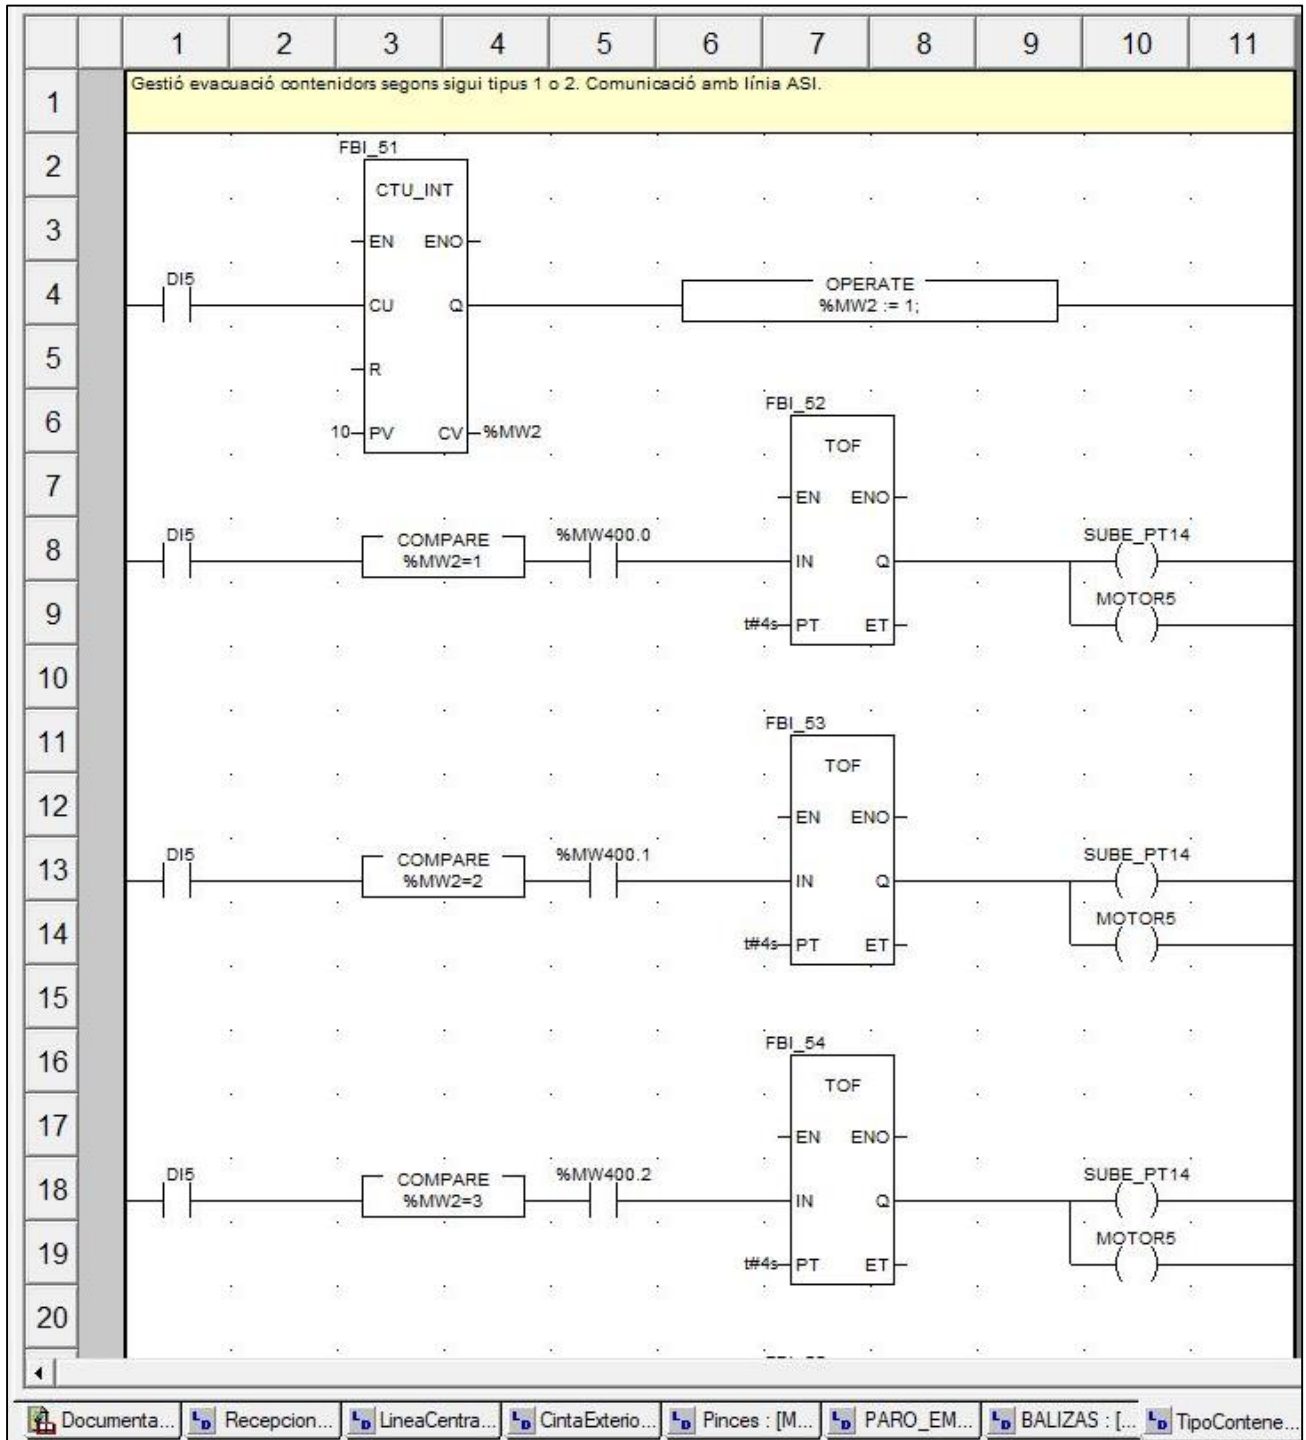 1 2 3 4 5 6 7 8 9 10 11
1
Gestió evacuació contenidors segons sigui tipus 1 o 2. Comunicació amb línia ASI.
2
FBI_51
CTU_INT
3
EN ENO
4
DI5
CU Q
OPERATE
%MW2 := 1;
5
R
6
10 PV CV %MW2
FBI_52
TOF
7
EN ENO
8
DI5
COMPARE
%MW2=1
%MW400.0
IN Q
SUBE_PT14
9
t#4s PT ET
MOTOR5
10
11
FBI_53
TOF
12
EN ENO
13
DI5
COMPARE
%MW2=2
%MW400.1
IN Q
SUBE_PT14
14
t#4s PT ET
MOTOR5
15
16
FBI_54
TOF
17
EN ENO
18
DI5
COMPARE
%MW2=3
%MW400.2
IN Q
SUBE_PT14
19
t#4s PT ET
MOTOR5
20
Documenta... Recepcion... LineaCentra... CintaExterio... Pinces : [M... PARO_EM... BALIZAS : [... TipoContene...